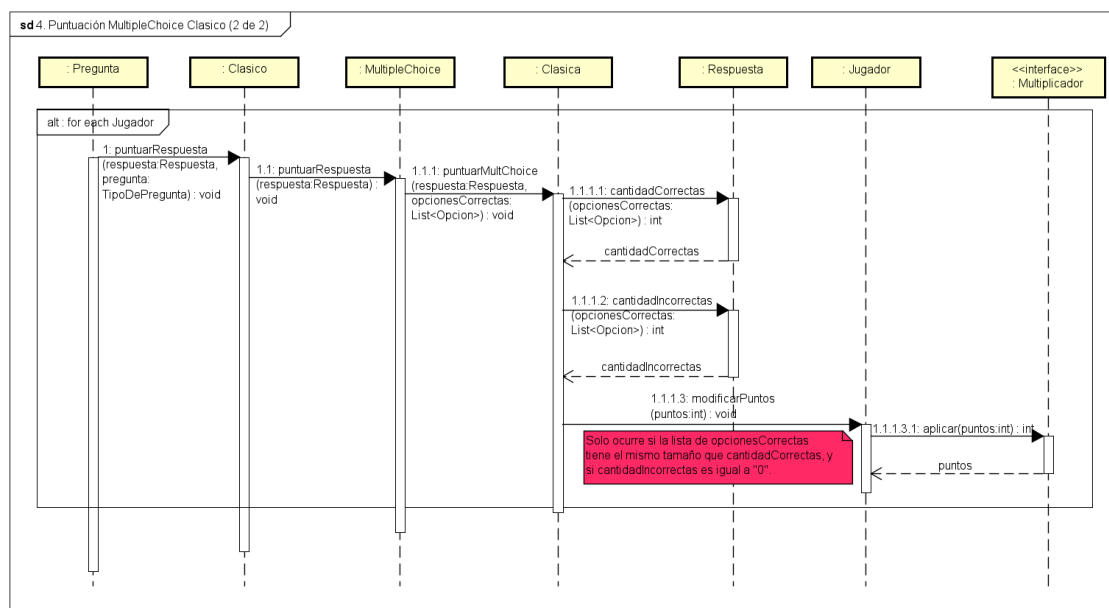 sd 4. Puntuación MultipleChoice Clasico (2 de 2)
: Pregunta
: Clasico
: MultipleChoice
: Clasica
: Respuesta
: Jugador
<<interface>>
: Multiplicador
alt : for each Jugador
1: puntuarRespuesta
(respuesta:Respuesta,
pregunta:
TipoDePregunta) : void
1.1: puntuarRespuesta
(respuesta:Respuesta) :
void
1.1.1: puntuarMultChoice
(respuesta:Respuesta,
opcionesCorrectas:
List<Opcion>) : void
1.1.1.1: cantidadCorrectas
(opcionesCorrectas:
List<Opcion>) : int
cantidadCorrectas
1.1.1.2: cantidadIncorrectas
(opcionesCorrectas:
List<Opcion>) : int
cantidadIncorrectas
1.1.1.3: modificarPuntos
(puntos:int) : void
Solo ocurre si la lista de opcionesCorrectas
tiene el mismo tamaño que cantidadCorrectas, y
si cantidadIncorrectas es igual a "0".
1.1.1.3.1: aplicar(puntos:int) : int
puntos